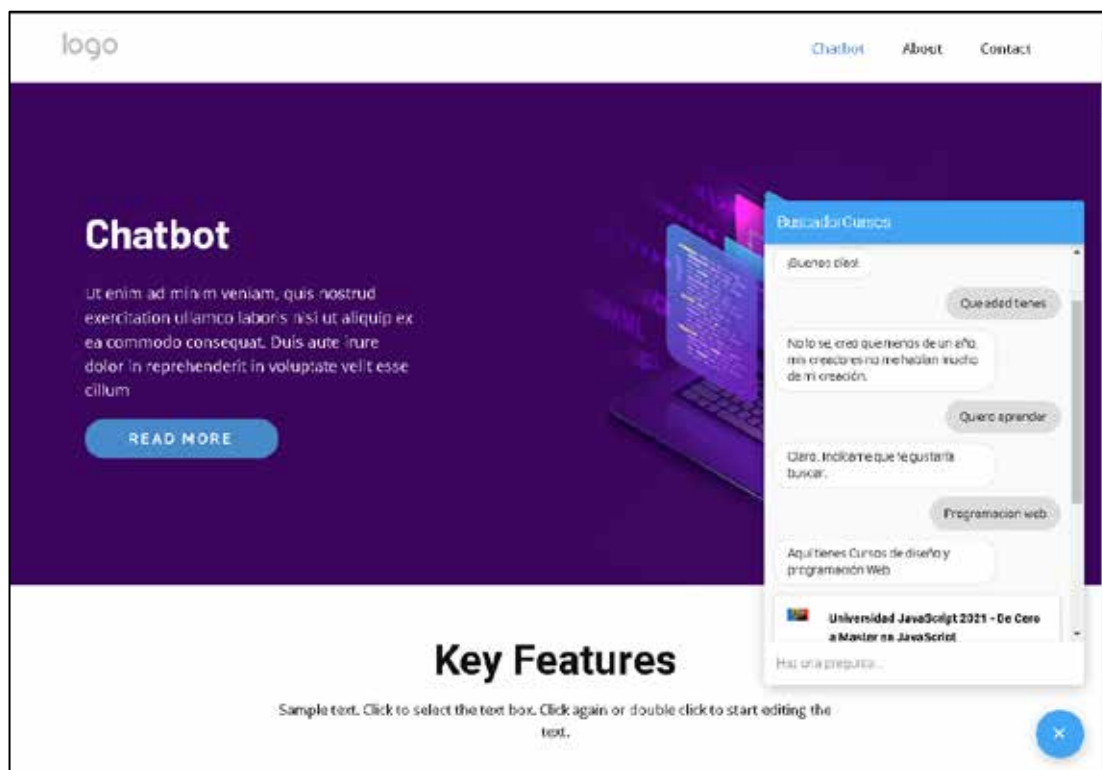 logo
Chatbot About Contact
Chatbot
Ut enim ad minim veniam, quis nostrud
exercitation ullamco laboris nisi ut aliquip ex
ea commodo consequat. Duis aute irure
dolor in reprehenderit in voluptate velit esse
cillum
READ MORE
BuscadorCursos
¡Buenos días!
Que edad tienes
No lo se, creo que menos de un año,
mis creadores no me hablan mucho
de mi creación.
Quiero aprender
Claro. Indicame que te gustaría
buscar.
Programacion web
Aquí tienes Cursos de diseño y
programación Web
Universidad JavaScript 2021 - De Cero
a Master en JavaScript
Haz una pregunta...
Key Features
Sample text. Click to select the text box. Click again or double click to start editing the
text.